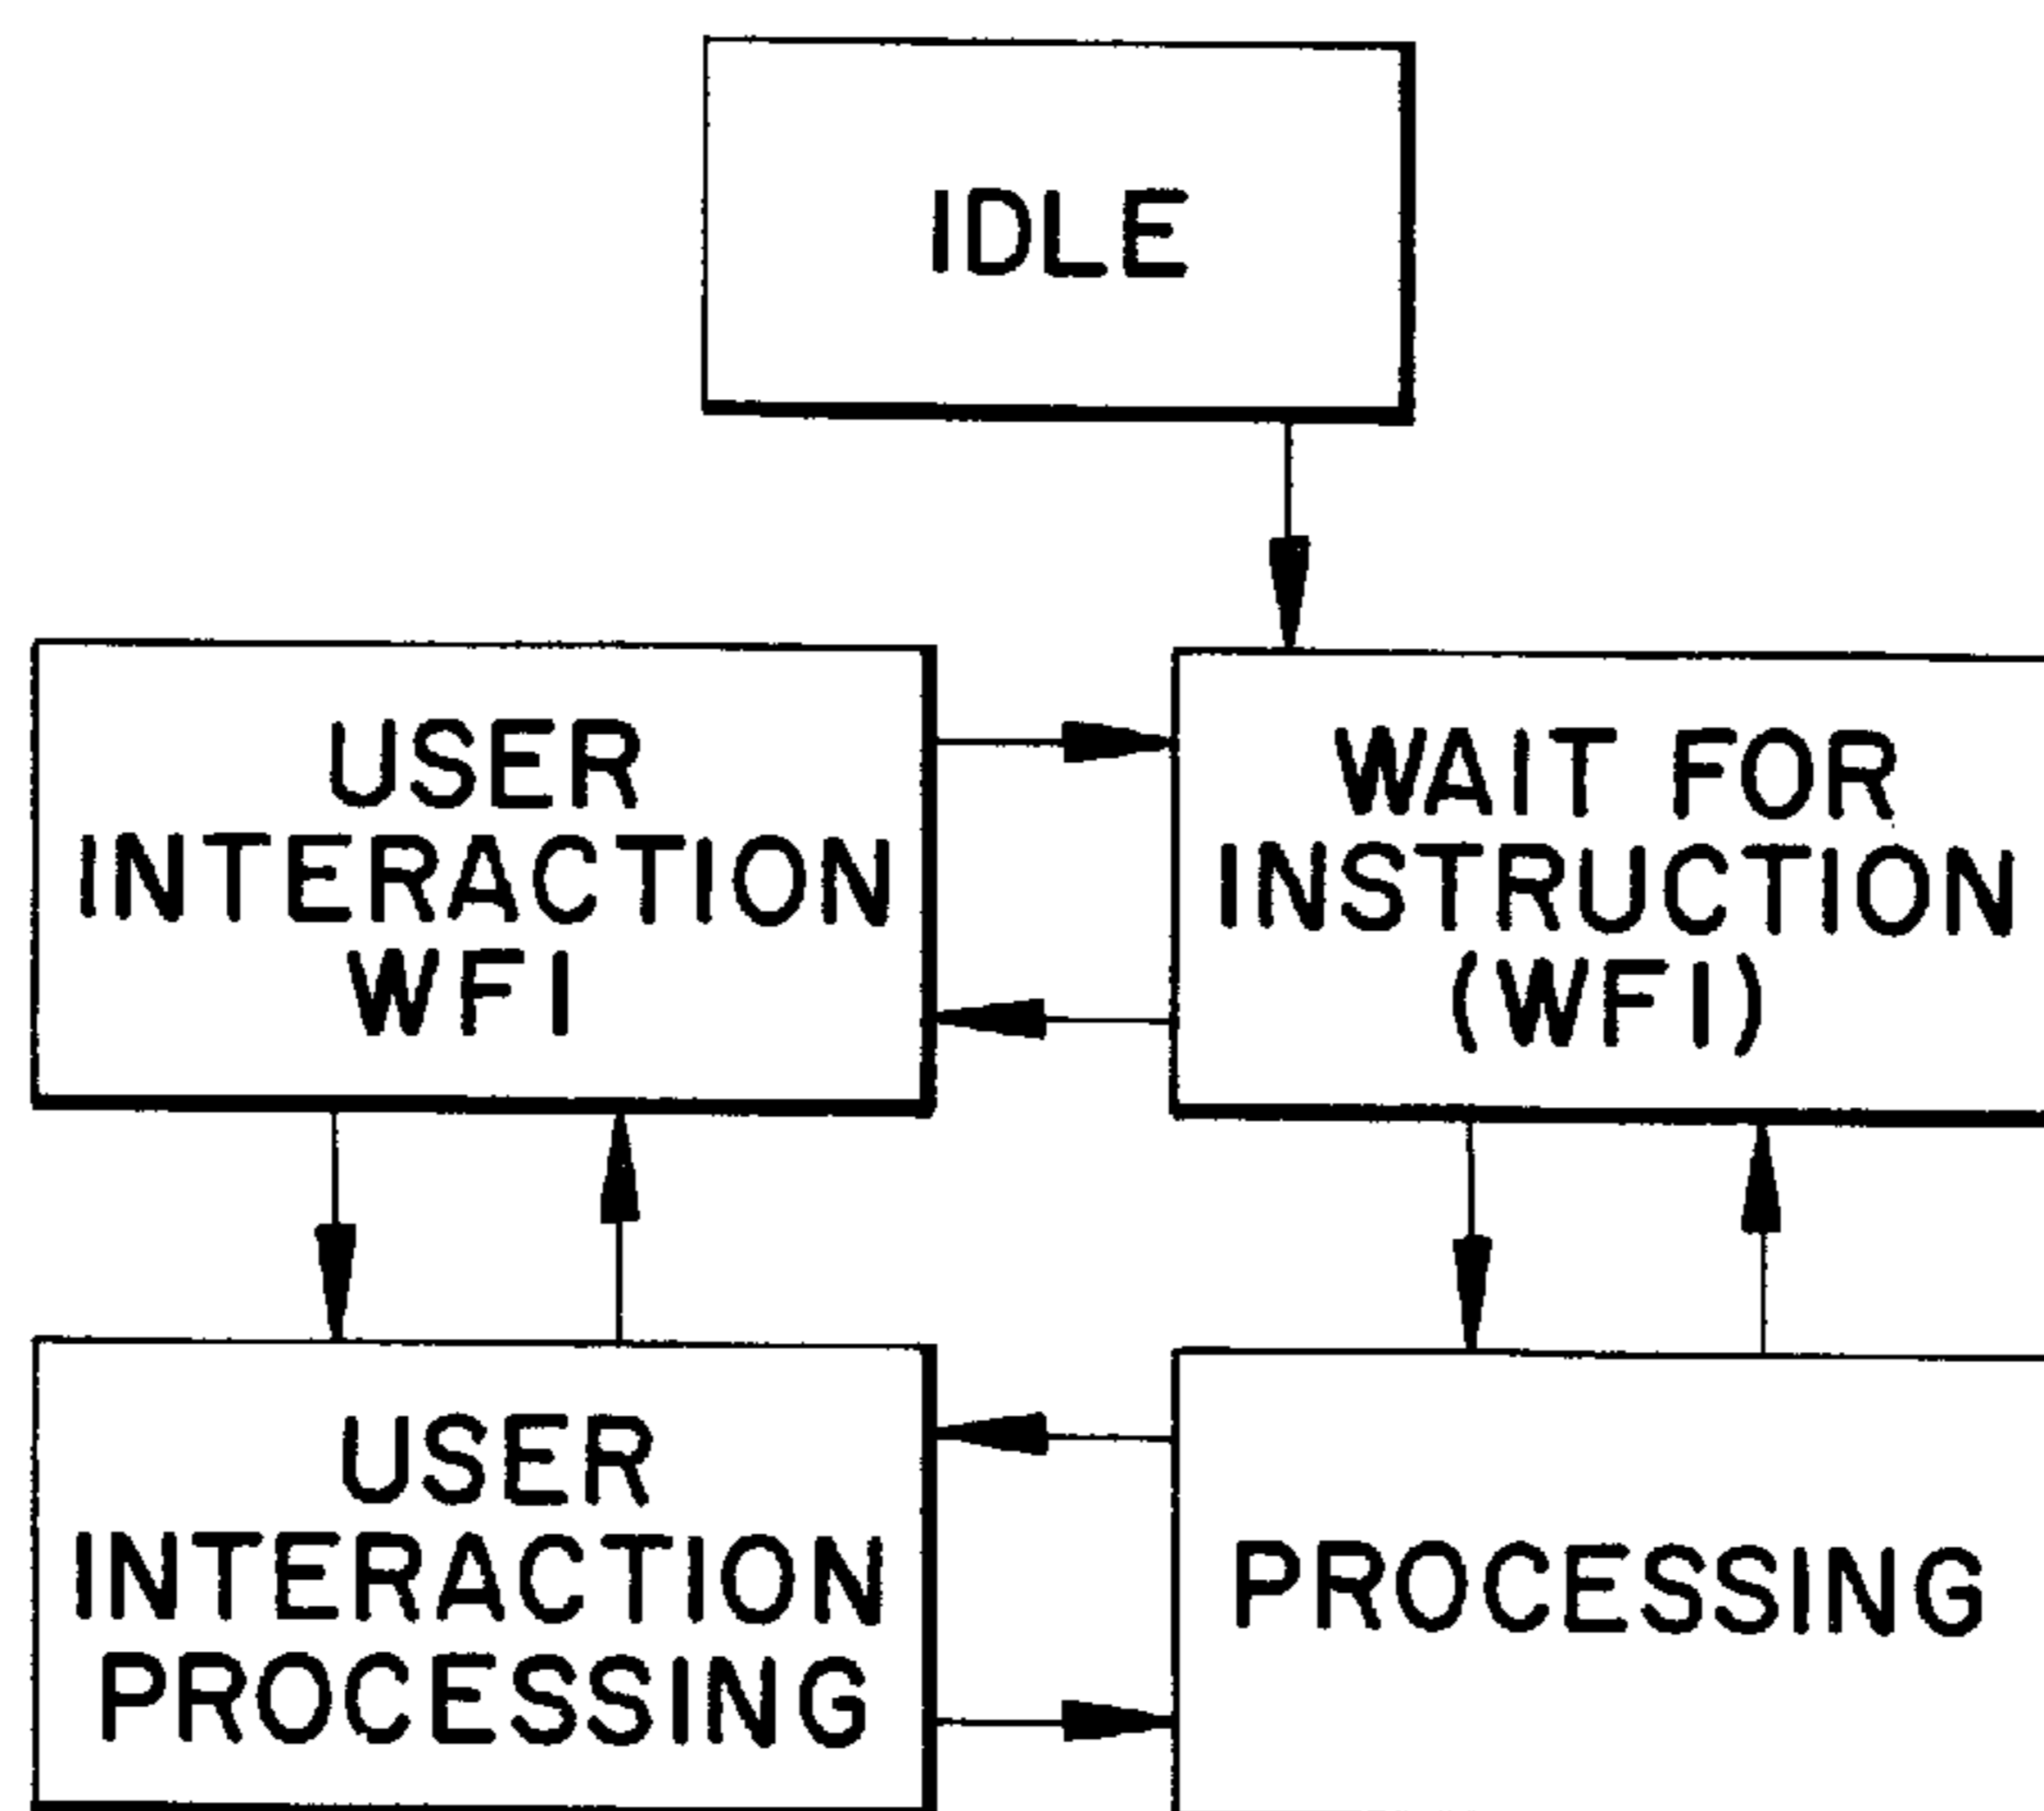 IDLE
USER
INTERACTION
WFI
WAIT FOR
INSTRUCTION
(WFI)
USER
INTERACTION
PROCESSING
PROCESSING